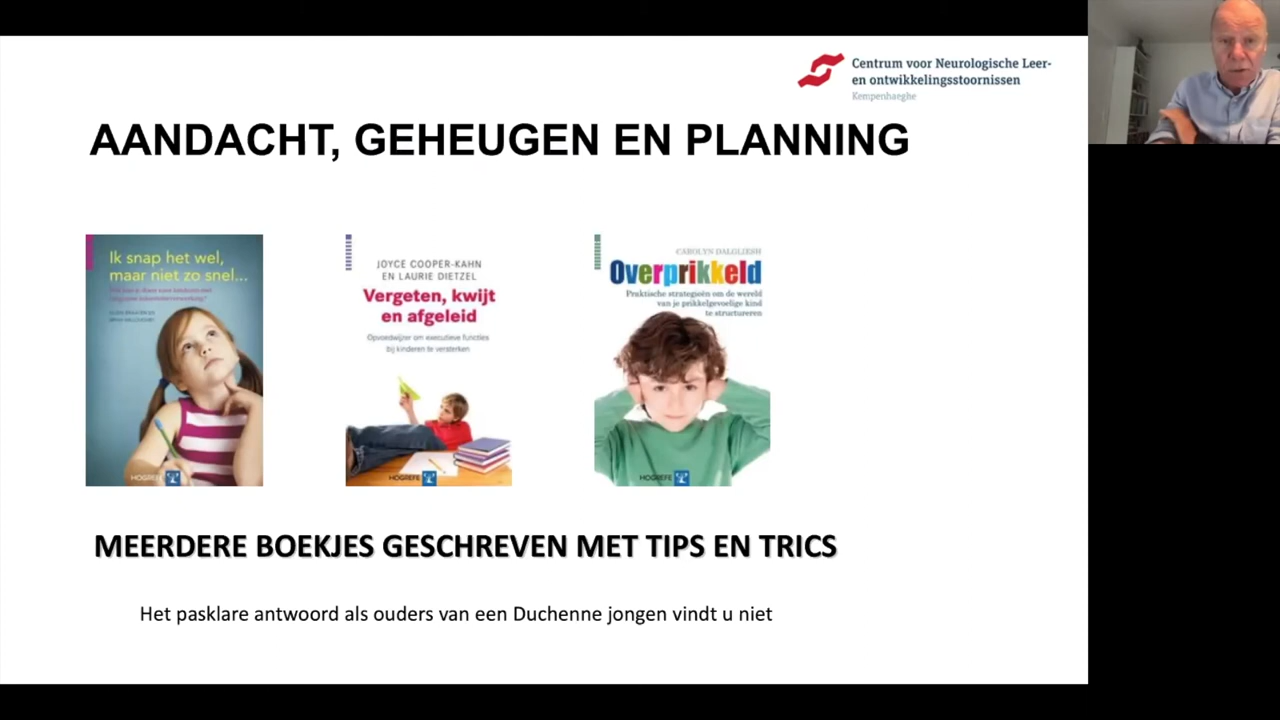 Centrum voor Neurologische Leer-
en ontwikkelingsstoornissen
Kempenhaeghe
AANDACHT, GEHEUGEN EN PLANNING
Ik snap het wel,
maar niet zo snel...
HOGREFE
JOYCE COOPER-KAHN
EN LAURIE DIETZEL
Vergeten, kwijt
en afgeleid
Opvoedwijzer om executieve functies
bij kinderen te versterken
HOGREFE
CAROLYN DALGLIESH
Overprikkeld
Praktische strategieën om de wereld
van je prikkelgevoelige kind
te structureren
HOGREFE
MEERDERE BOEKJES GESCHREVEN MET TIPS EN TRICS
Het pasklare antwoord als ouders van een Duchenne jongen vindt u niet